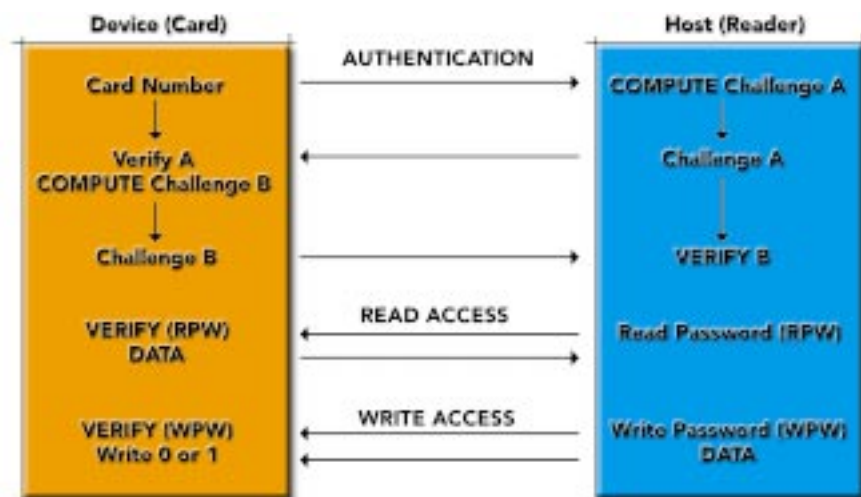 Device (Card)
Host (Reader)
AUTHENTICATION
Card Number
COMPUTE Challenge A
Verify A
COMPUTE Challenge B
Challenge A
Challenge B
VERIFY B
READ ACCESS
VERIFY (RPW)
DATA
Read Password (RPW)
WRITE ACCESS
VERIFY (WPW)
Write 0 or 1
Write Password (WPW)
DATA